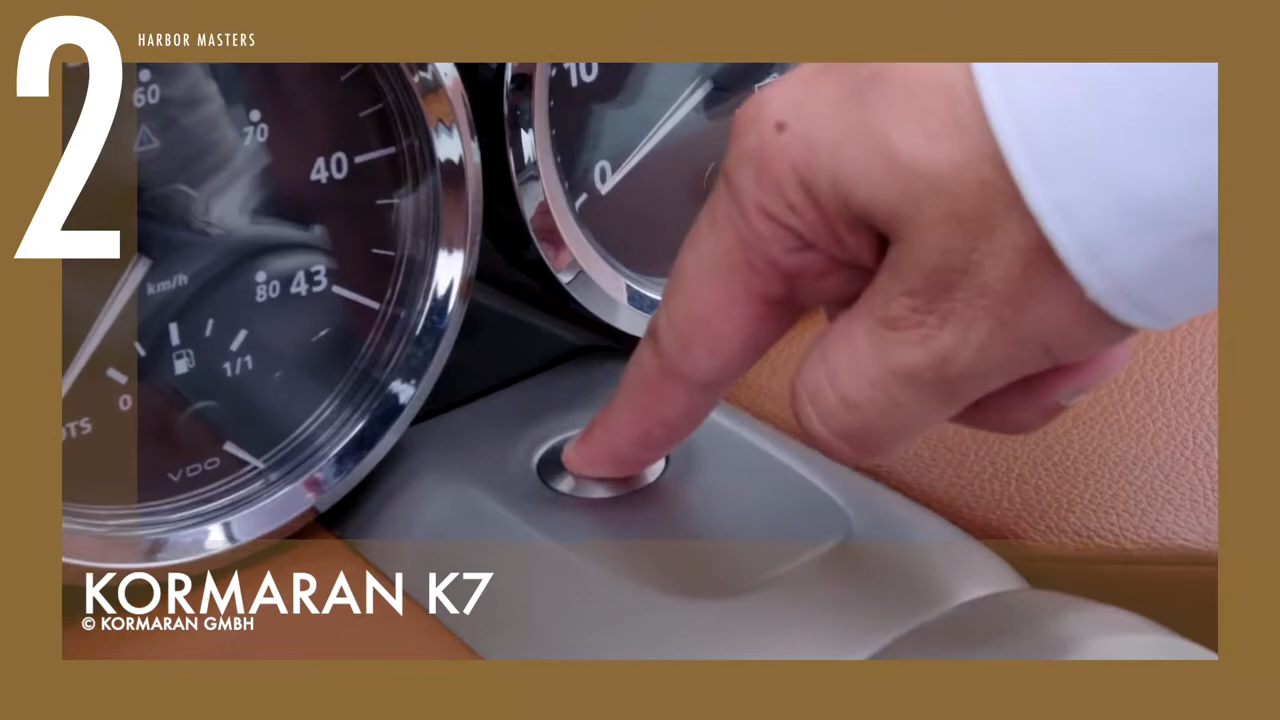 2
HARBOR MASTERS
60
70
40
km/h
80 43
1/1
0
VDO
10
0
KORMARAN K7
© KORMARAN GMBH